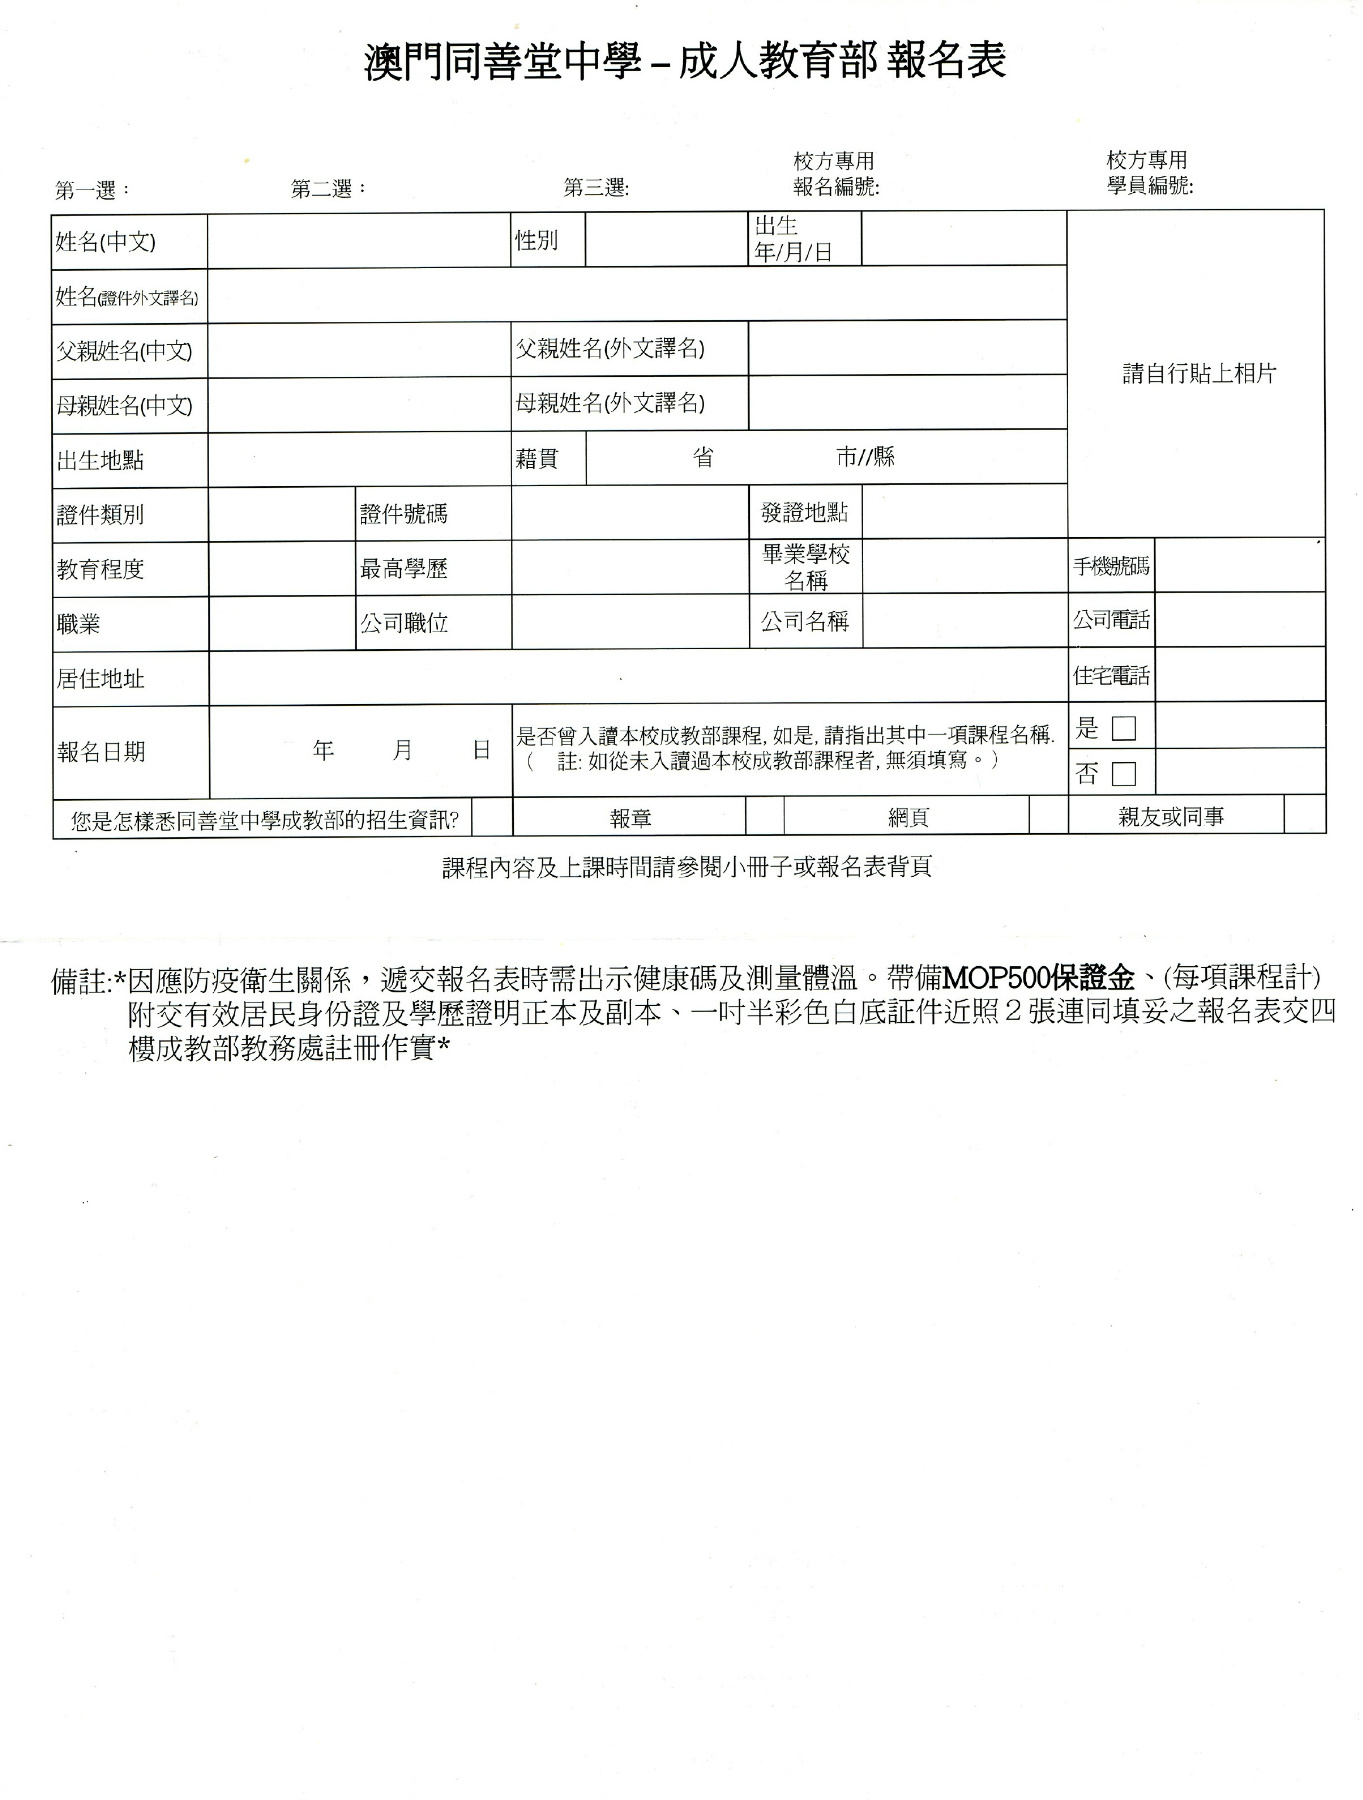 澳門同善堂中學 – 成人教育部 報名表
第一選： 第二選： 第三選: 校方專用 報名編號: 校方專用 學員編號:
姓名(中文) 性別 出生 年/月/日
姓名(證件外文譯名)
父親姓名(中文) 父親姓名(外文譯名)
請自行貼上相片
母親姓名(中文) 母親姓名(外文譯名)
出生地點 藉貫 省 市//縣
證件類別 證件號碼 發證地點
教育程度 最高學歷 畢業學校 名稱 手機號碼
職業 公司職位 公司名稱 公司電話
居住地址 住宅電話
報名日期 年 月 日
是否曾入讀本校成教部課程, 如是, 請指出其中一項課程名稱.
( 註: 如從未入讀過本校成教部課程者, 無須填寫。)
是 □
否 □
您是怎樣悉同善堂中學成教部的招生資訊? 報章 網頁 親友或同事
課程內容及上課時間請參閱小冊子或報名表背頁
備註:*因應防疫衛生關係，遞交報名表時需出示健康碼及測量體溫。帶備MOP500保證金、(每項課程計)
附交有效居民身份證及學歷證明正本及副本、一吋半彩色白底証件近照２張連同填妥之報名表交四
樓成教部教務處註冊作實*